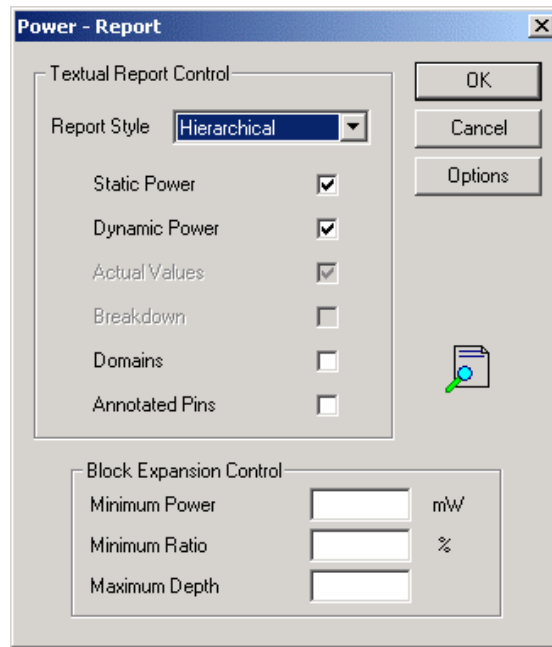 Power - Report
Textual Report Control
Report Style Hierarchical
Static Power
Dynamic Power
Actual Values
Breakdown
Domains
Annotated Pins
OK
Cancel
Options
Block Expansion Control
Minimum Power mW
Minimum Ratio %
Maximum Depth